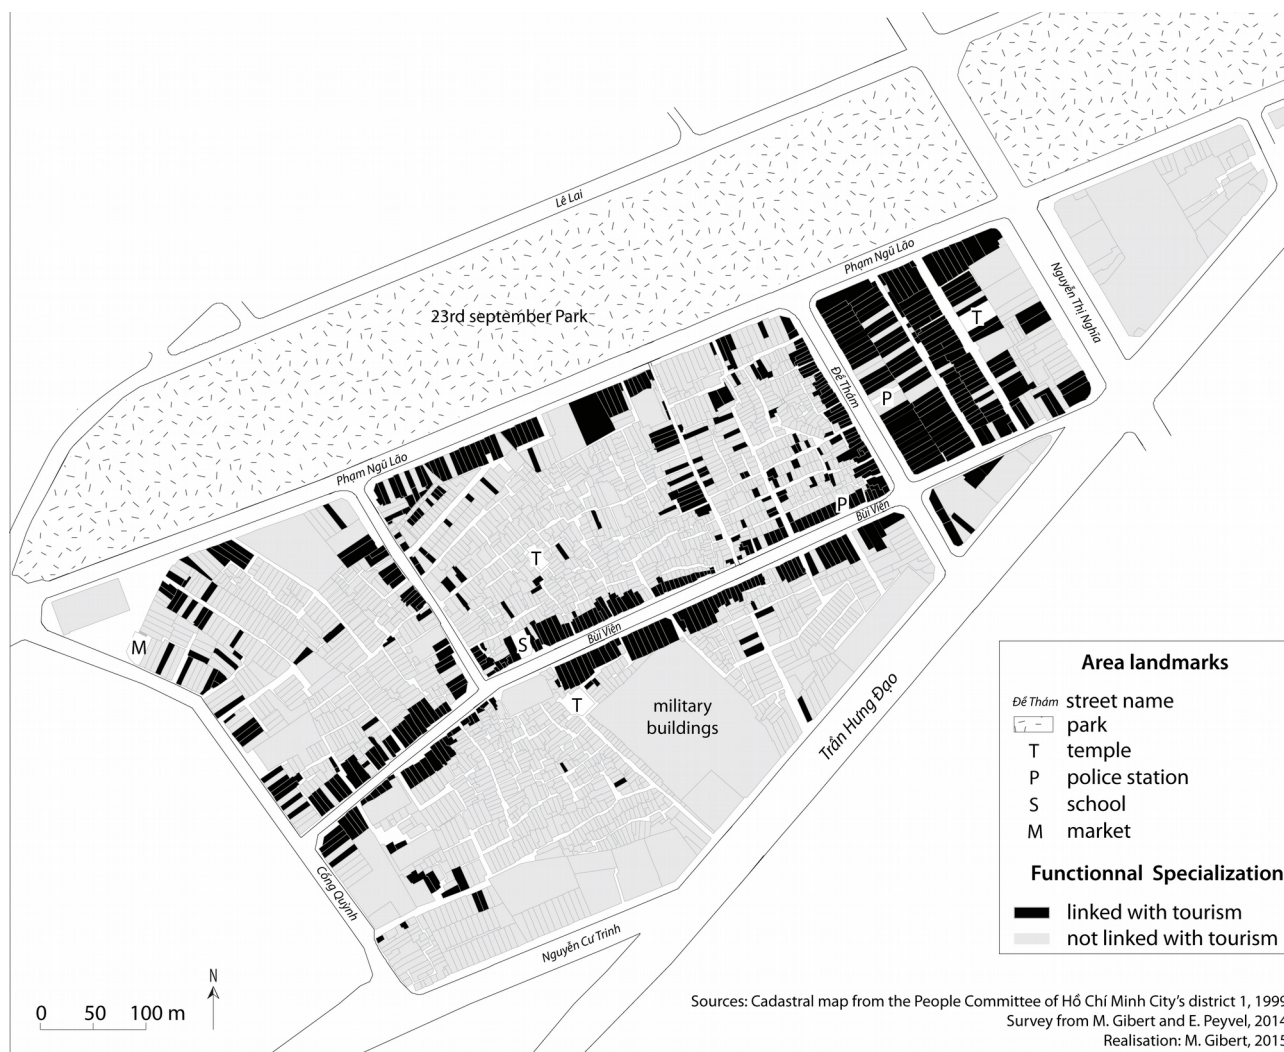 Lê Lai
Phạm Ngũ Lão
Nguyễn Thị Nghĩa
23rd september Park
T
Đề Thám
P
Phạm Ngũ Lão
P
Bùi Viện
T
M
S
Bùi Viện
T
military
buildings
Trần Hưng Đạo
Cống Quỳnh
Nguyễn Cư Trinh
Area landmarks
Đề Thám street name
park
T temple
P police station
S school
M market
Functionnal Specialization
linked with tourism
not linked with tourism
N
0 50 100 m
Sources: Cadastral map from the People Committee of Hồ Chí Minh City's district 1, 1999
Survey from M. Gibert and E. Peyvel, 2014
Realisation: M. Gibert, 2015